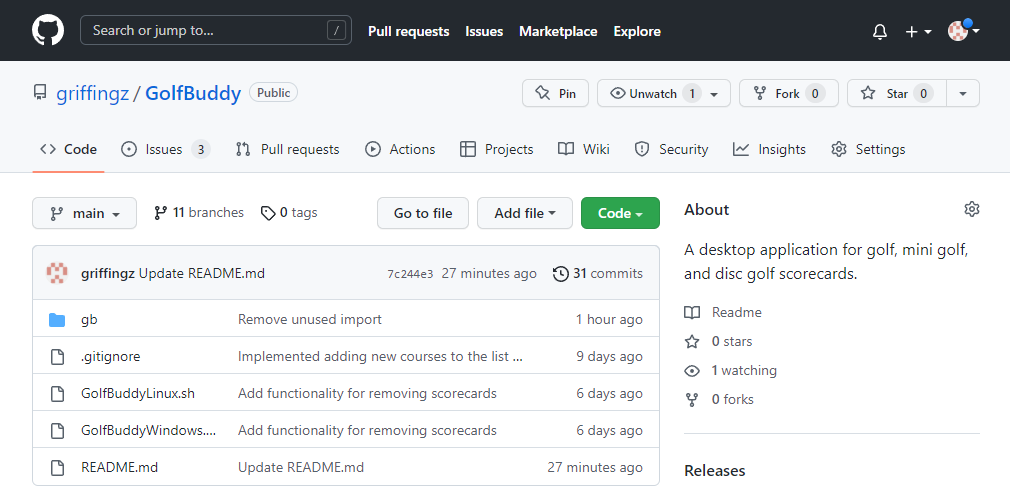 Search or jump to... / Pull requests Issues Marketplace Explore
griffingz / GolfBuddy Public Pin Unwatch 1 Fork 0 Star 0
Code Issues 3 Pull requests Actions Projects Wiki Security Insights Settings
main 11 branches 0 tags Go to file Add file Code
About
A desktop application for golf, mini golf,
and disc golf scorecards.
griffingz Update README.md 7c244e3 27 minutes ago 31 commits
gb Remove unused import 1 hour ago
.gitignore Implemented adding new courses to the list ... 9 days ago
GolfBuddyLinux.sh Add functionality for removing scorecards 6 days ago
GolfBuddyWindows.... Add functionality for removing scorecards 6 days ago
README.md Update README.md 27 minutes ago
Readme
0 stars
1 watching
0 forks
Releases